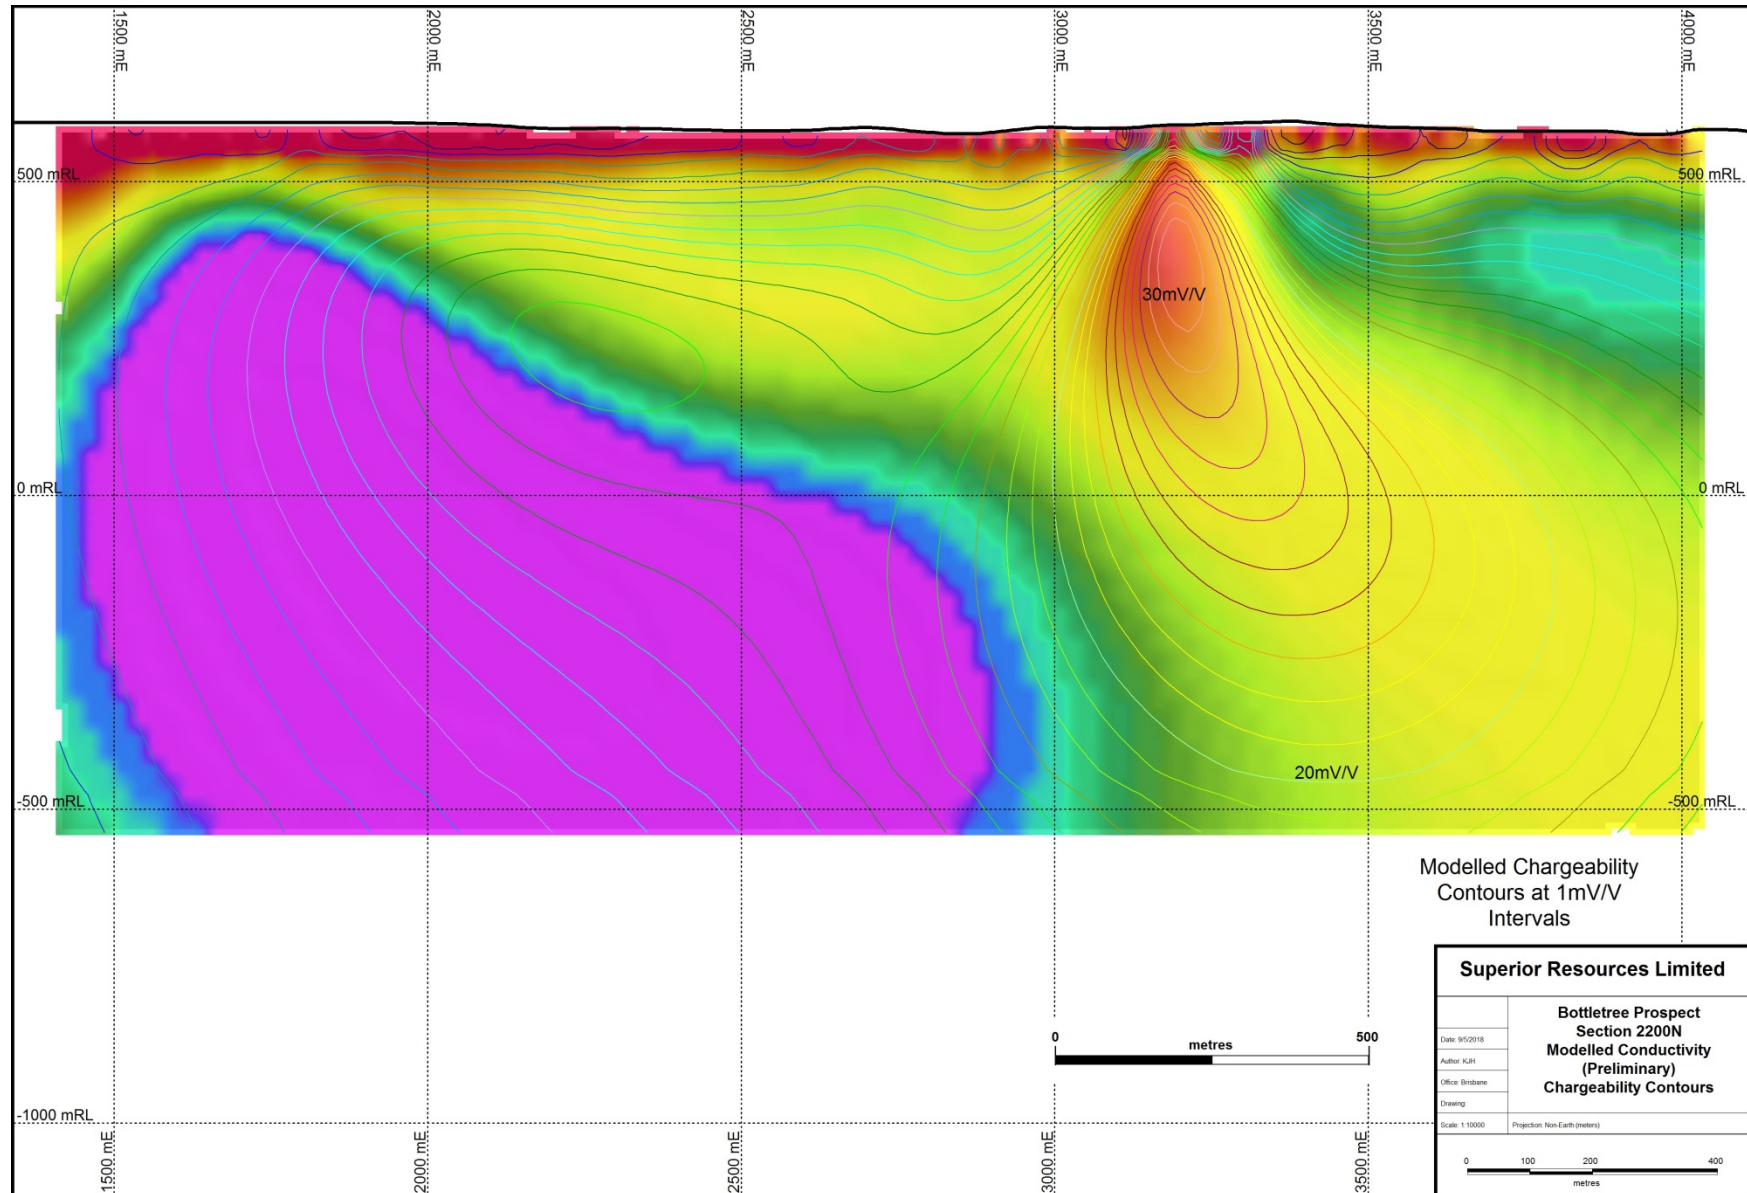 1500 mE
2000 mE
2500 mE
3000 mE
3500 mE
4000 mE
500 mRL
500 mRL
30mV/V
0 mRL
0 mRL
20mV/V
-500 mRL
-500 mRL
Modelled Chargeability
Contours at 1mV/V
Intervals
0
metres
500
-1000 mRL
1500 mE
2000 mE
2500 mE
3000 mE
3500 mE
Superior Resources Limited
Bottletree Prospect
Section 2200N
Modelled Conductivity
(Preliminary)
Chargeability Contours
Date: 9/5/2018
Author: KJH
Office: Brisbane
Drawing:
Scale: 1:10000
Projection: Non-Earth (meters)
0 100 200 400
metres